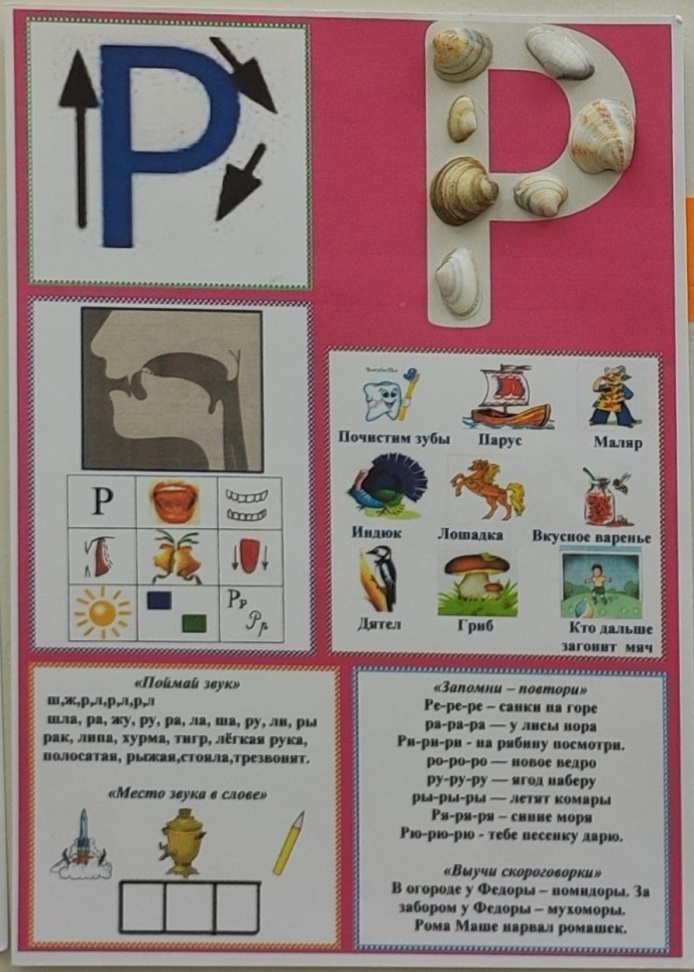 Р
Р
Р
Рр
Рр
Почистим зубы
Парус
Маляр
Индюк
Лошадка
Вкусное варенье
Дятел
Гриб
Кто дальше
загонит мяч
«Поймай звук»
ш,ж,р,л,р,л,р,л
шла, ра, жу, ру, ра, ла, ша, ру, ли, ры
рак, липа, хурма, тигр, лёгкая рука,
полосатая, рыжая,стояла,трезвонят.
«Место звука в слове»
«Запомни – повтори»
Ре-ре-ре – санки на горе
ра-ра-ра — у лисы нора
Ри-ри-ри - на рябину посмотри.
ро-ро-ро — новое ведро
ру-ру-ру — ягод наберу
ры-ры-ры — летят комары
Ря-ря-ря – синие моря
Рю-рю-рю - тебе песенку дарю.
«Выучи скороговорки»
В огороде у Федоры – помидоры. За
забором у Федоры – мухоморы.
Рома Маше нарвал ромашек.